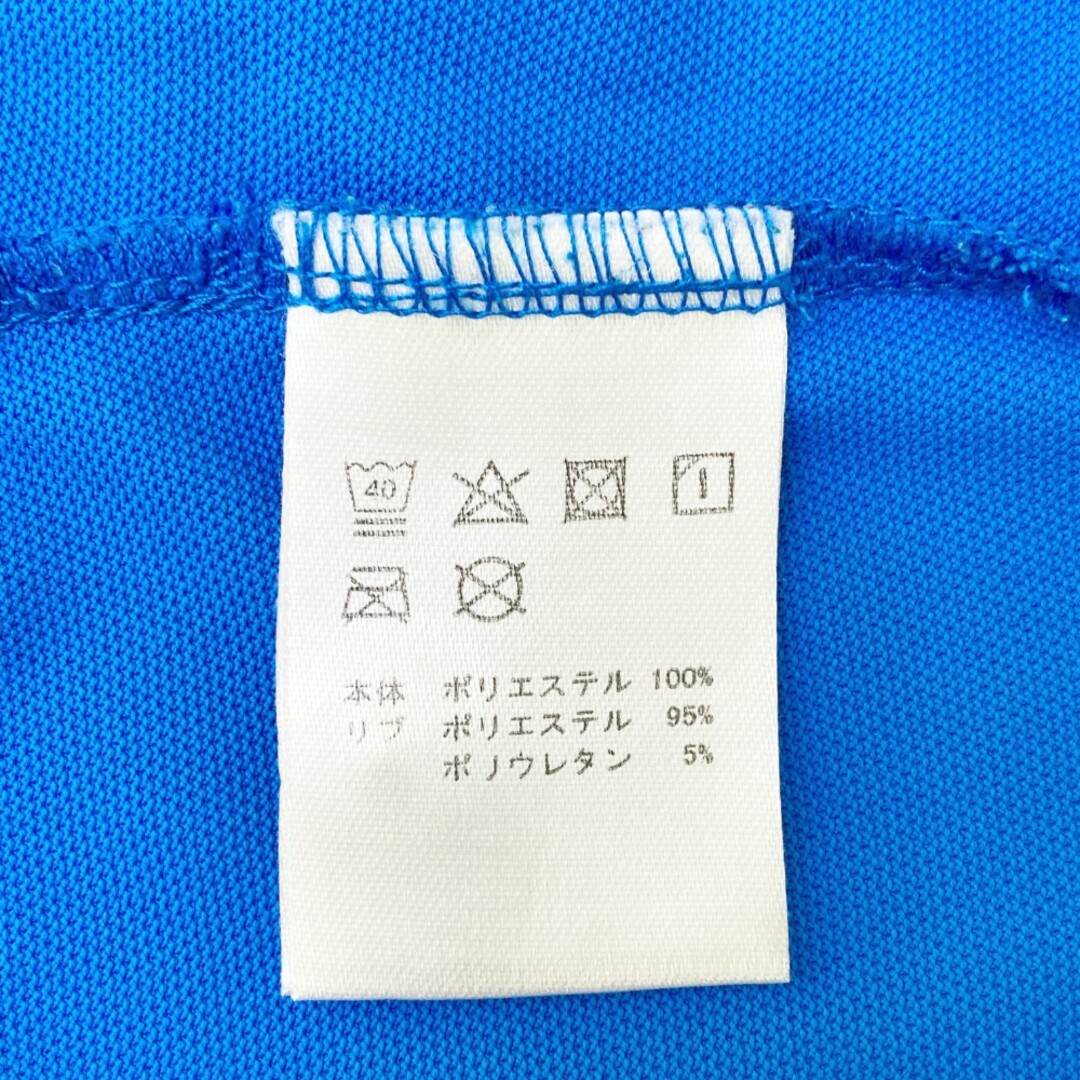 40
本体 ポリエステル 100%
リブ ポリエステル 95%
ポリウレタン 5%